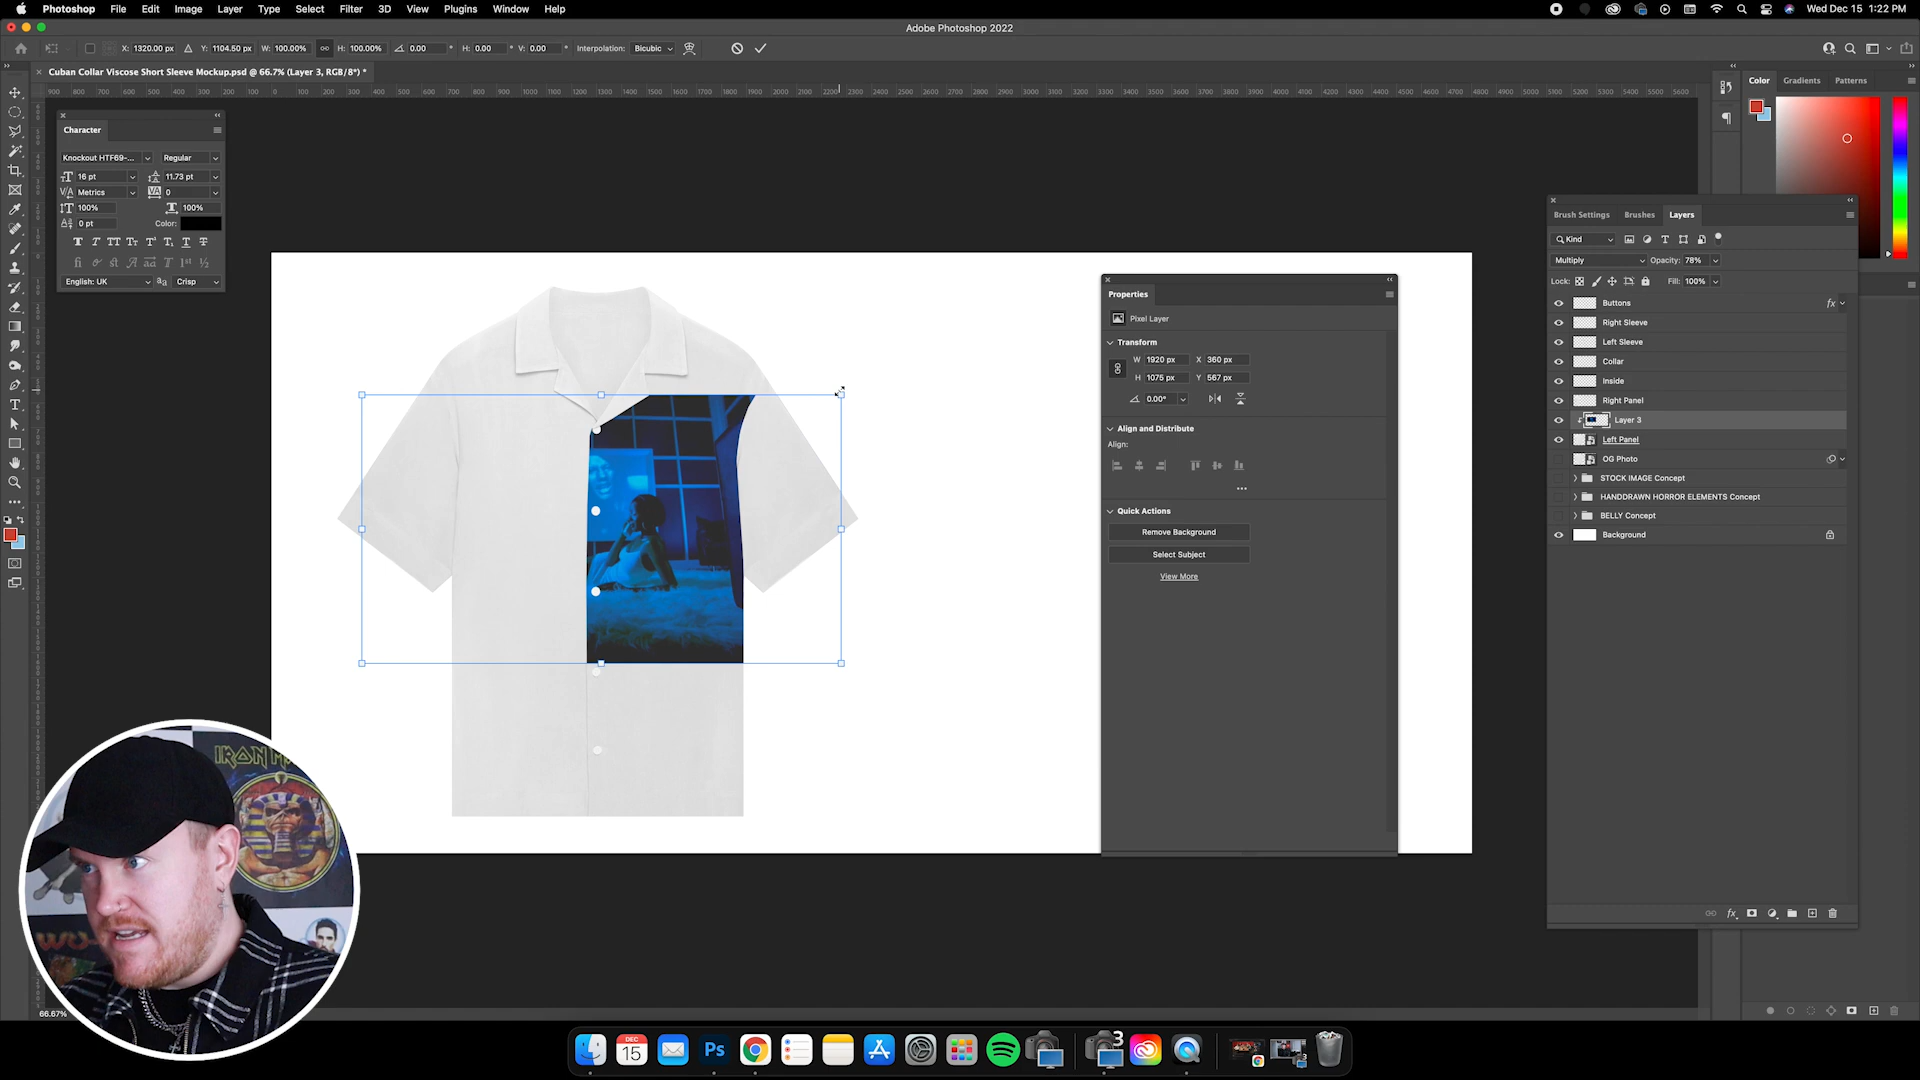 Photoshop File Edit Image Layer Type Select Filter 3D View Plugins Window Help Wed Dec 15 1:22 PM
Adobe Photoshop 2022
X: 1320.00 px Y: 1104.50 px W: 100.00% H: 100.00% 0.00 ° H: 0.00 ° V: 0.00 ° Interpolation: Bicubic
Cuban Collar Viscose Short Sleeve Mockup.psd @ 66.7% (Layer 3, RGB/8*) *
Color Gradients Patterns
Character
Knockout HTF69-... Regular
16 pt 11.73 pt
Metrics 0
100% 100%
0 pt Color:
English: UK Crisp
Brush Settings Brushes Layers
Kind
Multiply Opacity: 78%
Lock: Fill: 100%
Buttons fx
Right Sleeve
Left Sleeve
Collar
Inside
Right Panel
Layer 3
Left Panel
OG Photo
STOCK IMAGE Concept
HANDRAWN HORROR ELEMENTS Concept
BELLY Concept
Background
Properties
Pixel Layer
Transform
W 1920 px X 360 px
H 1075 px Y 567 px
0.00°
Align and Distribute
Align:
Quick Actions
Remove Background
Select Subject
View More
IRON MA
66.67%
DEC
15
Ps
3